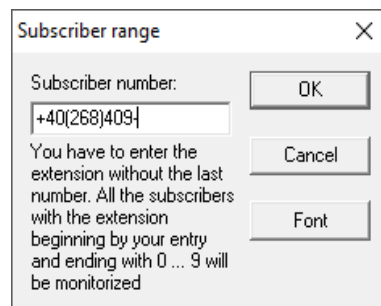 Subscriber range
Subscriber number:
+40(268)409-
OK
You have to enter the
extension without the last
number. All the subscribers
with the extension
beginning by your entry
and ending with 0 ... 9 will
be monitorized
Cancel
Font